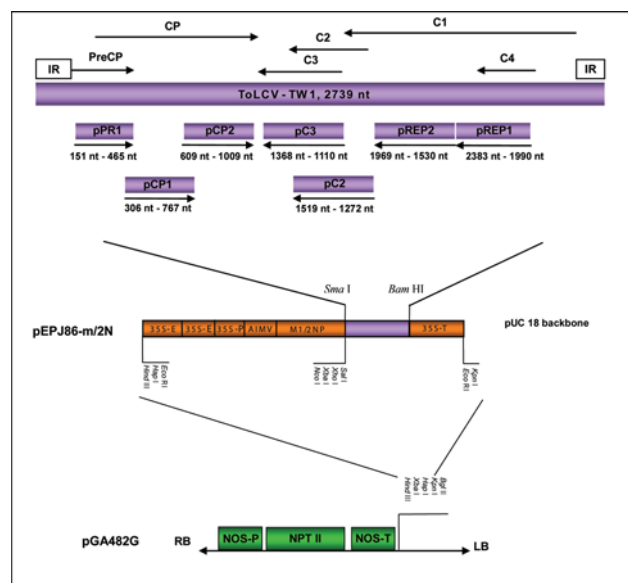 CP
C1
C2
PreCP
C3
C4
IR
IR
ToLCV - TW1, 2739 nt
pPR1
pCP2
pC3
pREP2
pREP1
151 nt - 465 nt
609 nt - 1009 nt
1368 nt - 1110 nt
1969 nt - 1530 nt
2383 nt - 1990 nt
pCP1
pC2
306 nt - 767 nt
1519 nt - 1272 nt
Sma I
Bam HI
pEPJ86-m/2N
35S-E
35S-E
35S-P
AIMV
M1/2NP
35S-T
pUC 18 backbone
Eco RI
Hap I
Hind III
Sal I
Xho I
Xba I
Nco I
Kpn I
Eco RI
Bgl II
Kpn I
Hap I
Xba I
Hind III
pGA482G
RB
NOS-P
NPT II
NOS-T
LB